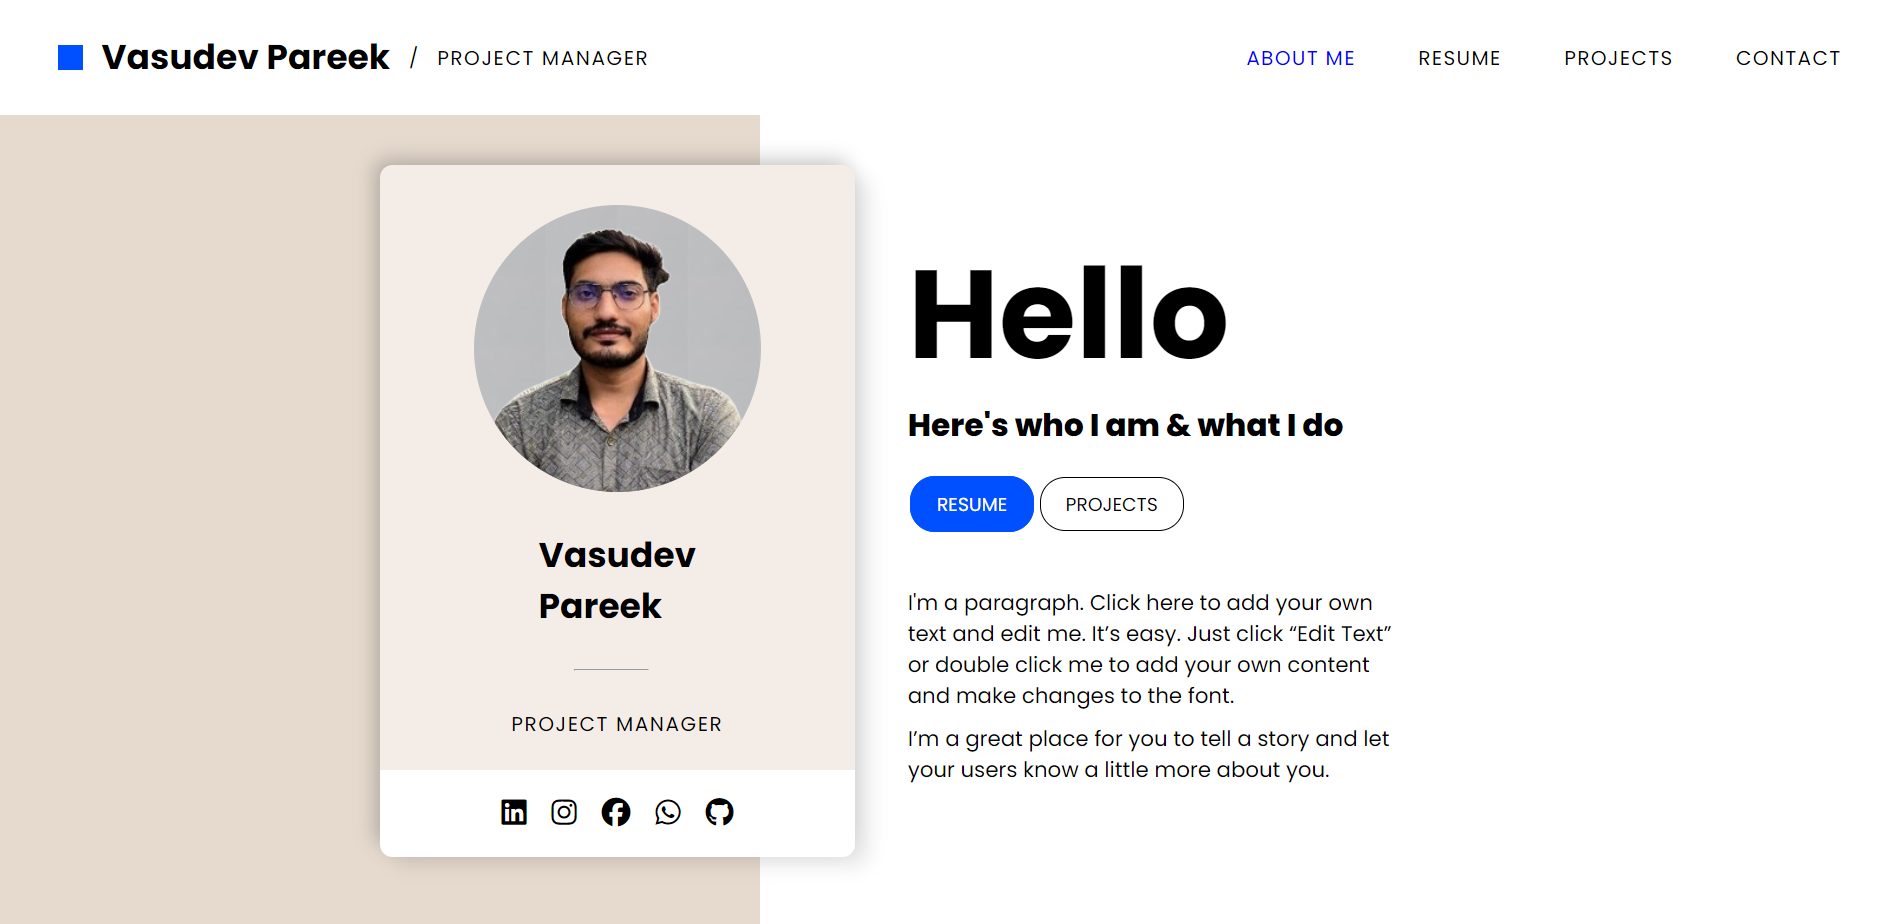 Vasudev Pareek / PROJECT MANAGER
ABOUT ME RESUME PROJECTS CONTACT
Vasudev
Pareek
PROJECT MANAGER
Hello
Here's who I am & what I do
RESUME PROJECTS
I'm a paragraph. Click here to add your own
text and edit me. It’s easy. Just click “Edit Text”
or double click me to add your own content
and make changes to the font.
I’m a great place for you to tell a story and let
your users know a little more about you.